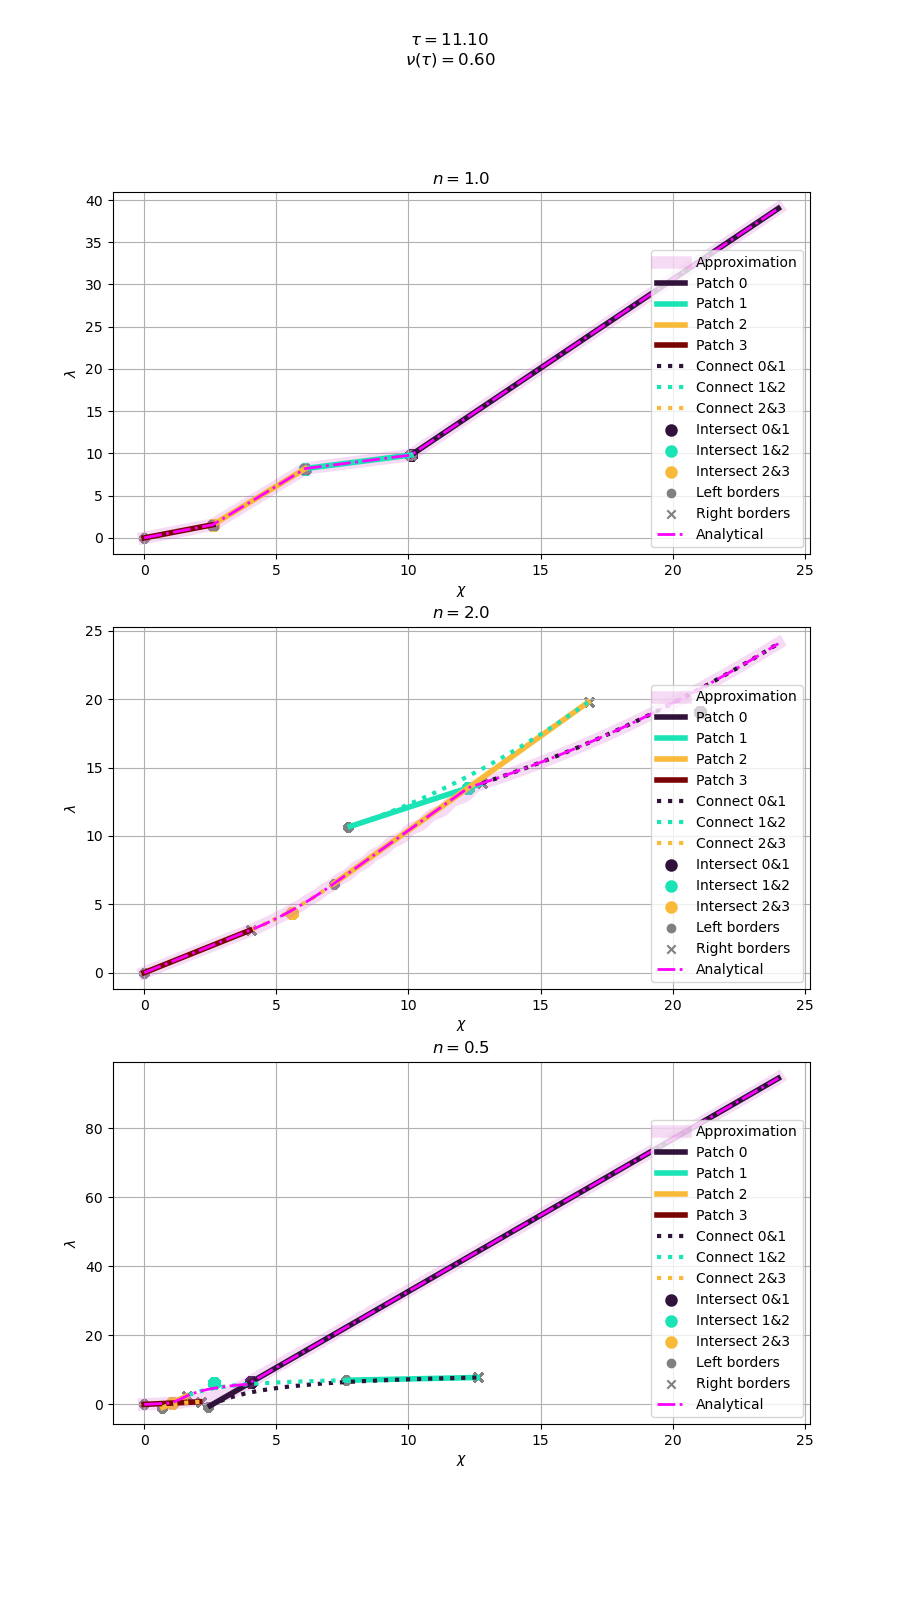 τ = 11.10
ν(τ) = 0.60
n = 1.0
40
35
30
25
20
15
10
5
0
λ
Approximation
Patch 0
Patch 1
Patch 2
Patch 3
Connect 0&1
Connect 1&2
Connect 2&3
Intersect 0&1
Intersect 1&2
Intersect 2&3
Left borders
Right borders
Analytical
0 5 10 15 20 25
χ
n = 2.0
25
20
15
10
5
0
λ
Approximation
Patch 0
Patch 1
Patch 2
Patch 3
Connect 0&1
Connect 1&2
Connect 2&3
Intersect 0&1
Intersect 1&2
Intersect 2&3
Left borders
Right borders
Analytical
0 5 10 15 20 25
χ
n = 0.5
80
60
40
20
0
λ
Approximation
Patch 0
Patch 1
Patch 2
Patch 3
Connect 0&1
Connect 1&2
Connect 2&3
Intersect 0&1
Intersect 1&2
Intersect 2&3
Left borders
Right borders
Analytical
0 5 10 15 20 25
χ